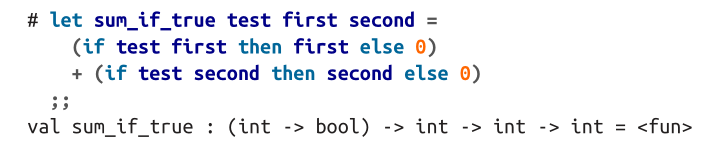 # let sum_if_true test first second =
    (if test first then first else 0)
    + (if test second then second else 0)
  ;;
val sum_if_true : (int -> bool) -> int -> int -> int = <fun>